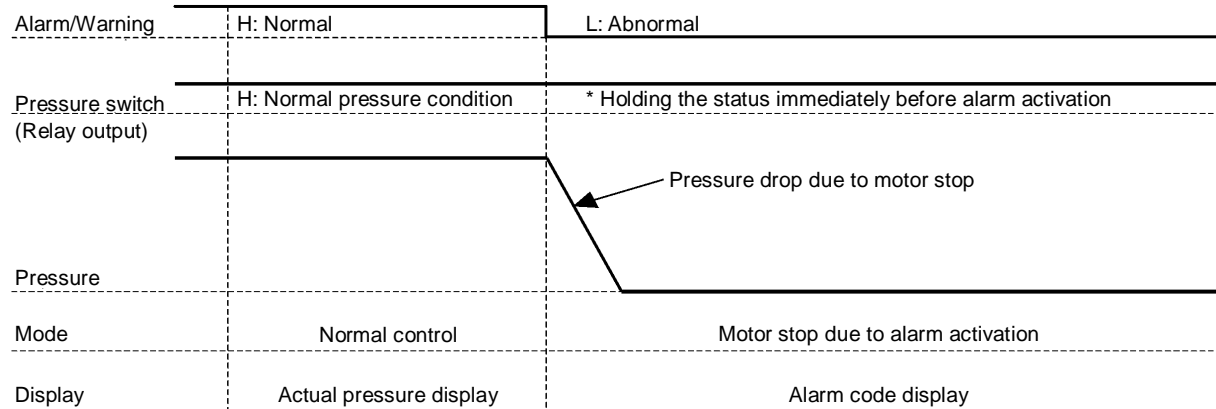 Alarm/Warning H: Normal L: Abnormal
Pressure switch H: Normal pressure condition * Holding the status immediately before alarm activation
(Relay output)
Pressure drop due to motor stop
Pressure
Mode Normal control Motor stop due to alarm activation
Display Actual pressure display Alarm code display